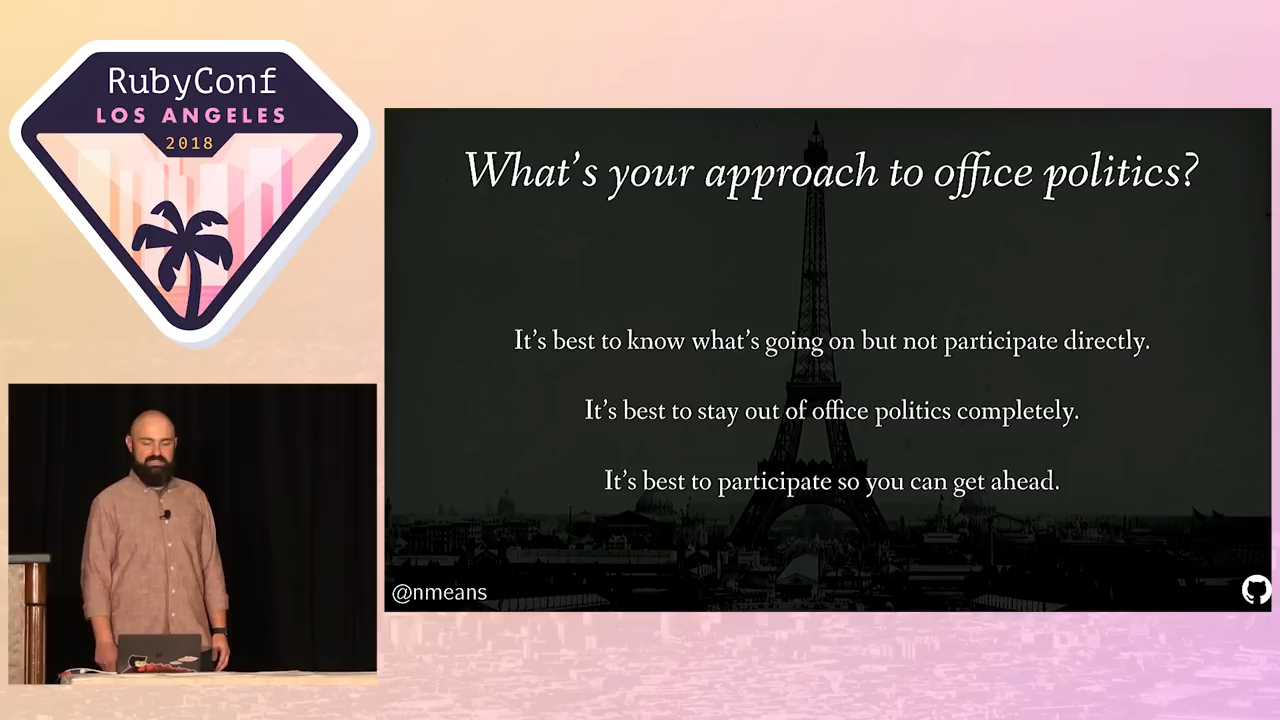 RubyConf
LOS ANGELES
2018
What's your approach to office politics?
It's best to know what's going on but not participate directly.
It's best to stay out of office politics completely.
It's best to participate so you can get ahead.
@nmeans